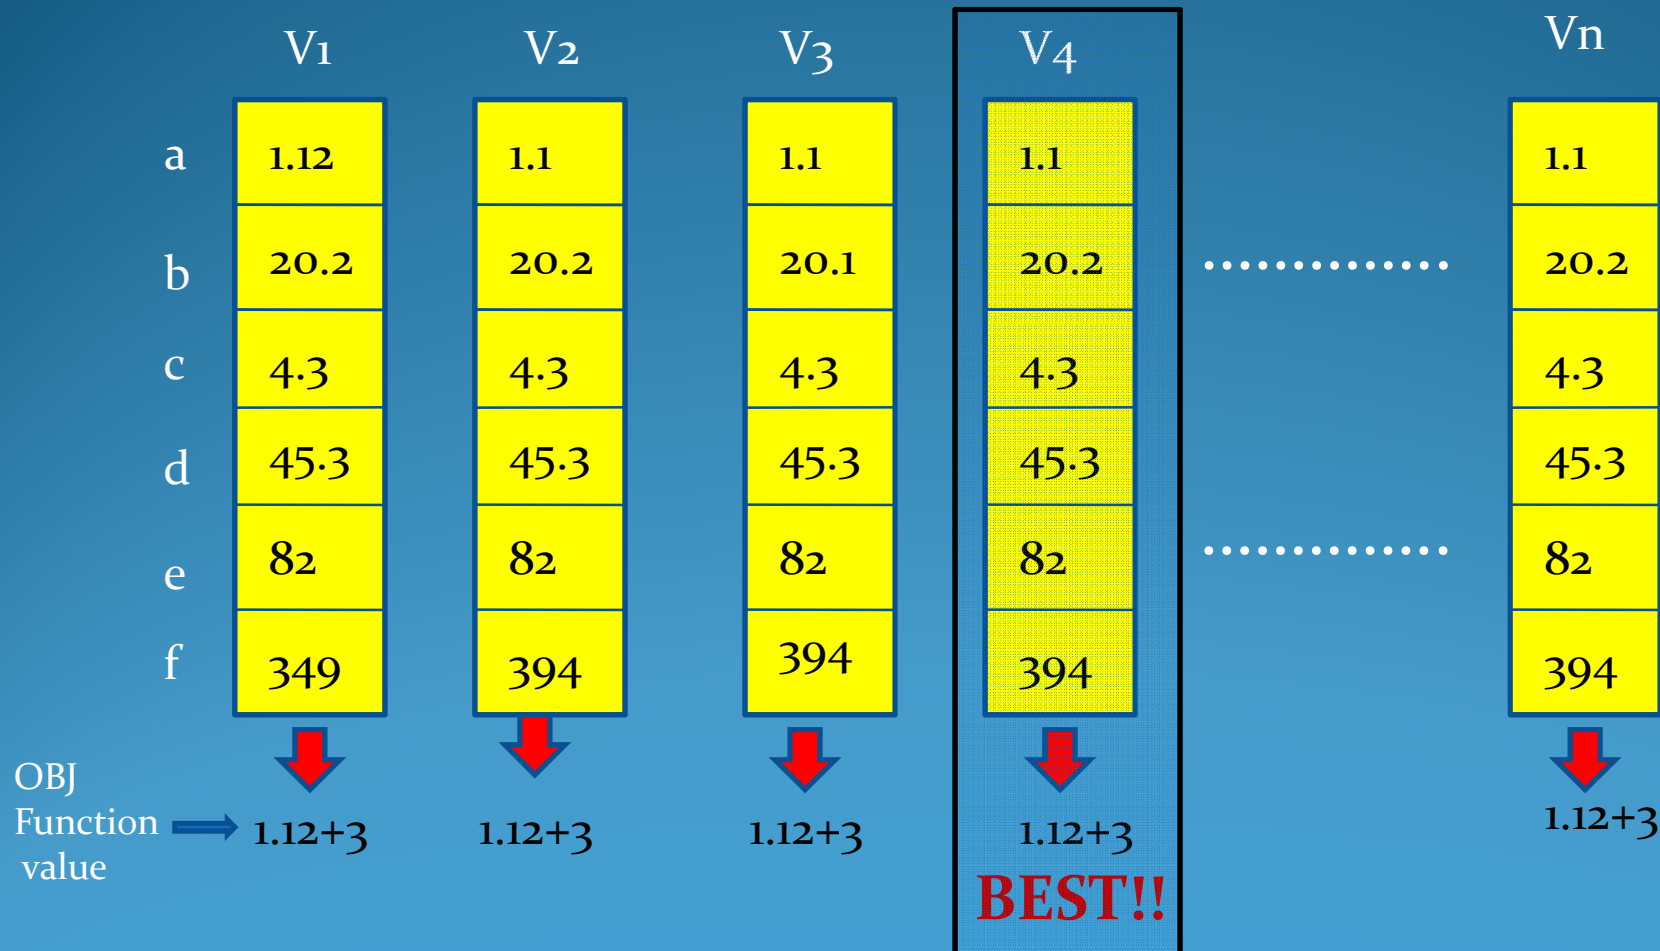 V1 V2 V3 V4 Vn
a 1.12 1.1 1.1 1.1 1.1
b 20.2 20.2 20.1 20.2 .............. 20.2
c 4.3 4.3 4.3 4.3 4.3
d 45.3 45.3 45.3 45.3 45.3
e 82 82 82 82 .............. 82
f 349 394 394 394 394
OBJ
Function 1.12+3 1.12+3 1.12+3 1.12+3 1.12+3
value
BEST!!